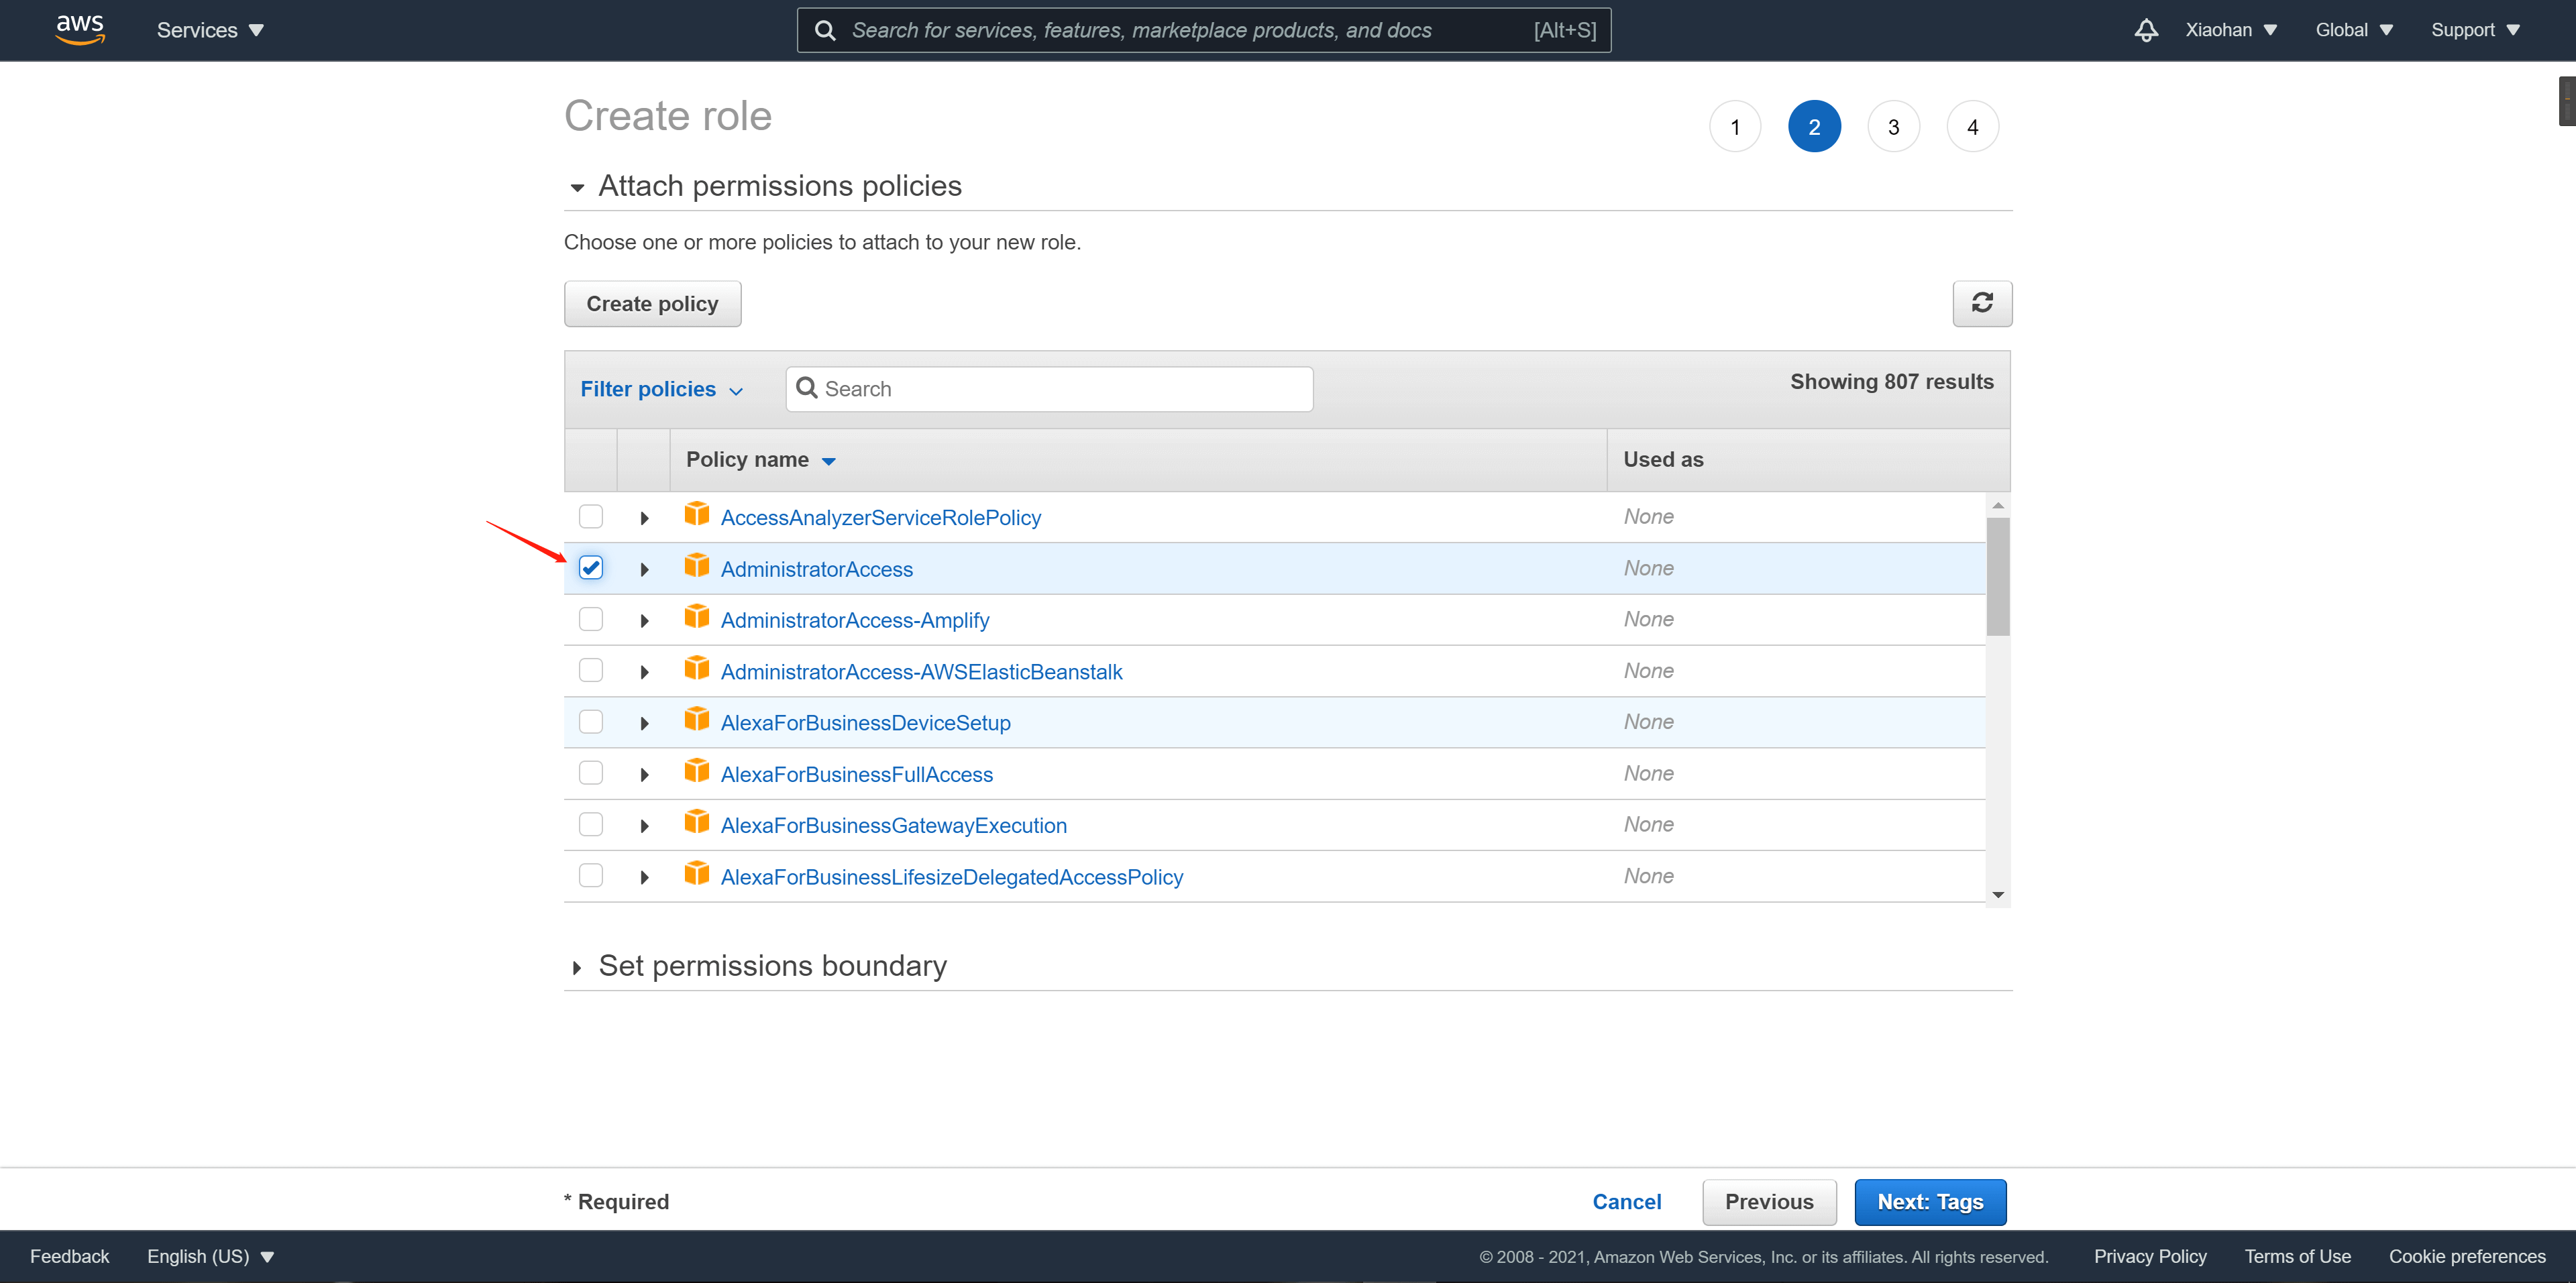 aws
Services
Search for services, features, marketplace products, and docs [Alt+S]
Xiaohan
Global
Support
Create role
1 2 3 4
Attach permissions policies
Choose one or more policies to attach to your new role.
Create policy
Filter policies
Search
Showing 807 results
Policy name Used as
AccessAnalyzerServiceRolePolicy None
AdministratorAccess None
AdministratorAccess-Amplify None
AdministratorAccess-AWSElasticBeanstalk None
AlexaForBusinessDeviceSetup None
AlexaForBusinessFullAccess None
AlexaForBusinessGatewayExecution None
AlexaForBusinessLifesizeDelegatedAccessPolicy None
Set permissions boundary
* Required
Cancel
Previous
Next: Tags
Feedback
English (US)
© 2008 - 2021, Amazon Web Services, Inc. or its affiliates. All rights reserved.
Privacy Policy
Terms of Use
Cookie preferences